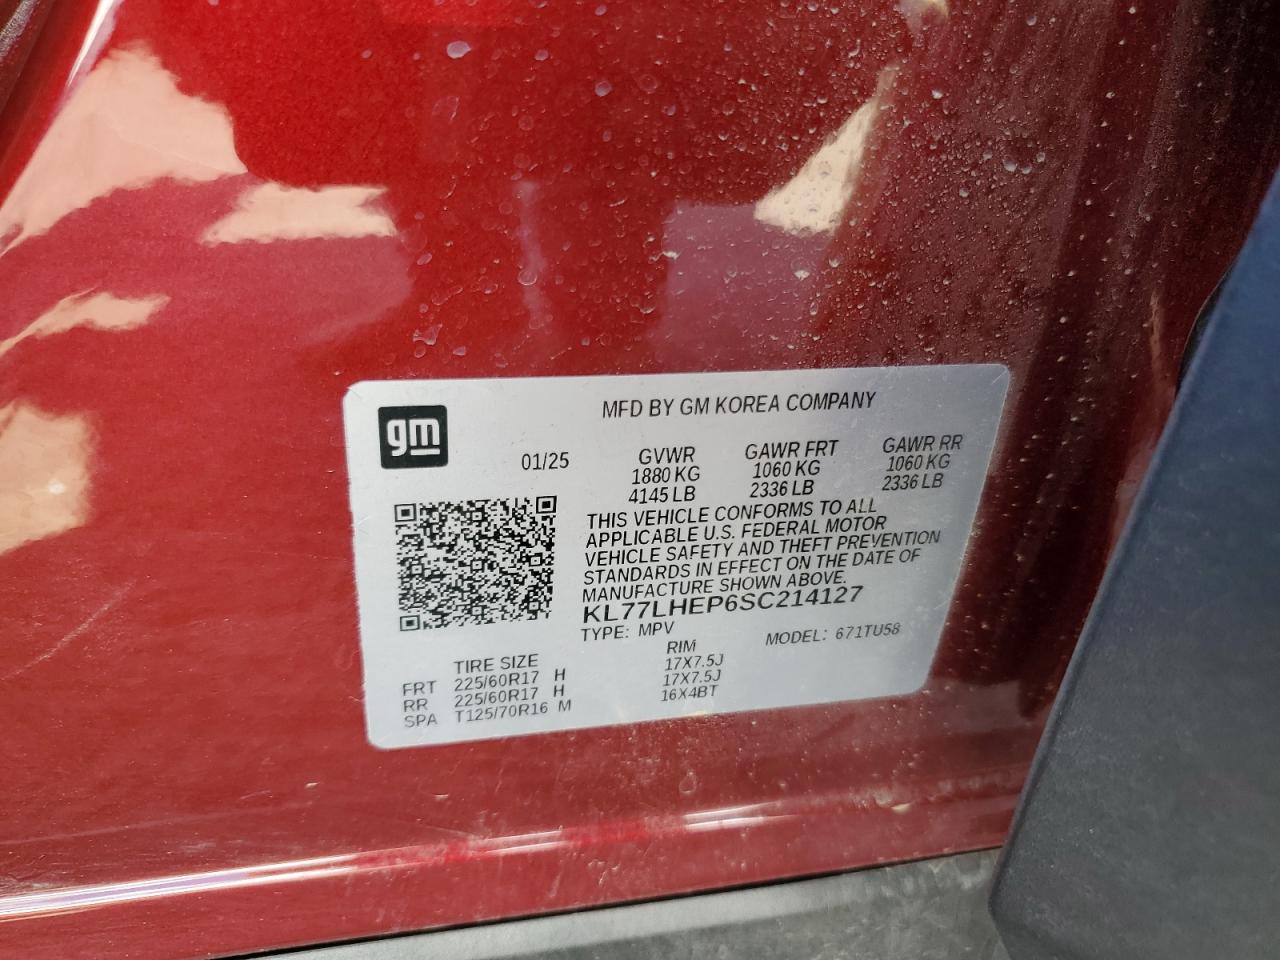 gm
MFD BY GM KOREA COMPANY
01/25
GVWR GAWR FRT GAWR RR
1880 KG 1060 KG 1060 KG
4145 LB 2336 LB 2336 LB
THIS VEHICLE CONFORMS TO ALL
APPLICABLE U.S. FEDERAL MOTOR
VEHICLE SAFETY AND THEFT PREVENTION
STANDARDS IN EFFECT ON THE DATE OF
MANUFACTURE SHOWN ABOVE.
KL77LHEP6SC214127
TYPE: MPV MODEL: 671TU58
TIRE SIZE RIM
FRT 225/60R17 H 17X7.5J
RR 225/60R17 H 17X7.5J
SPA T125/70R16 M 16X4BT